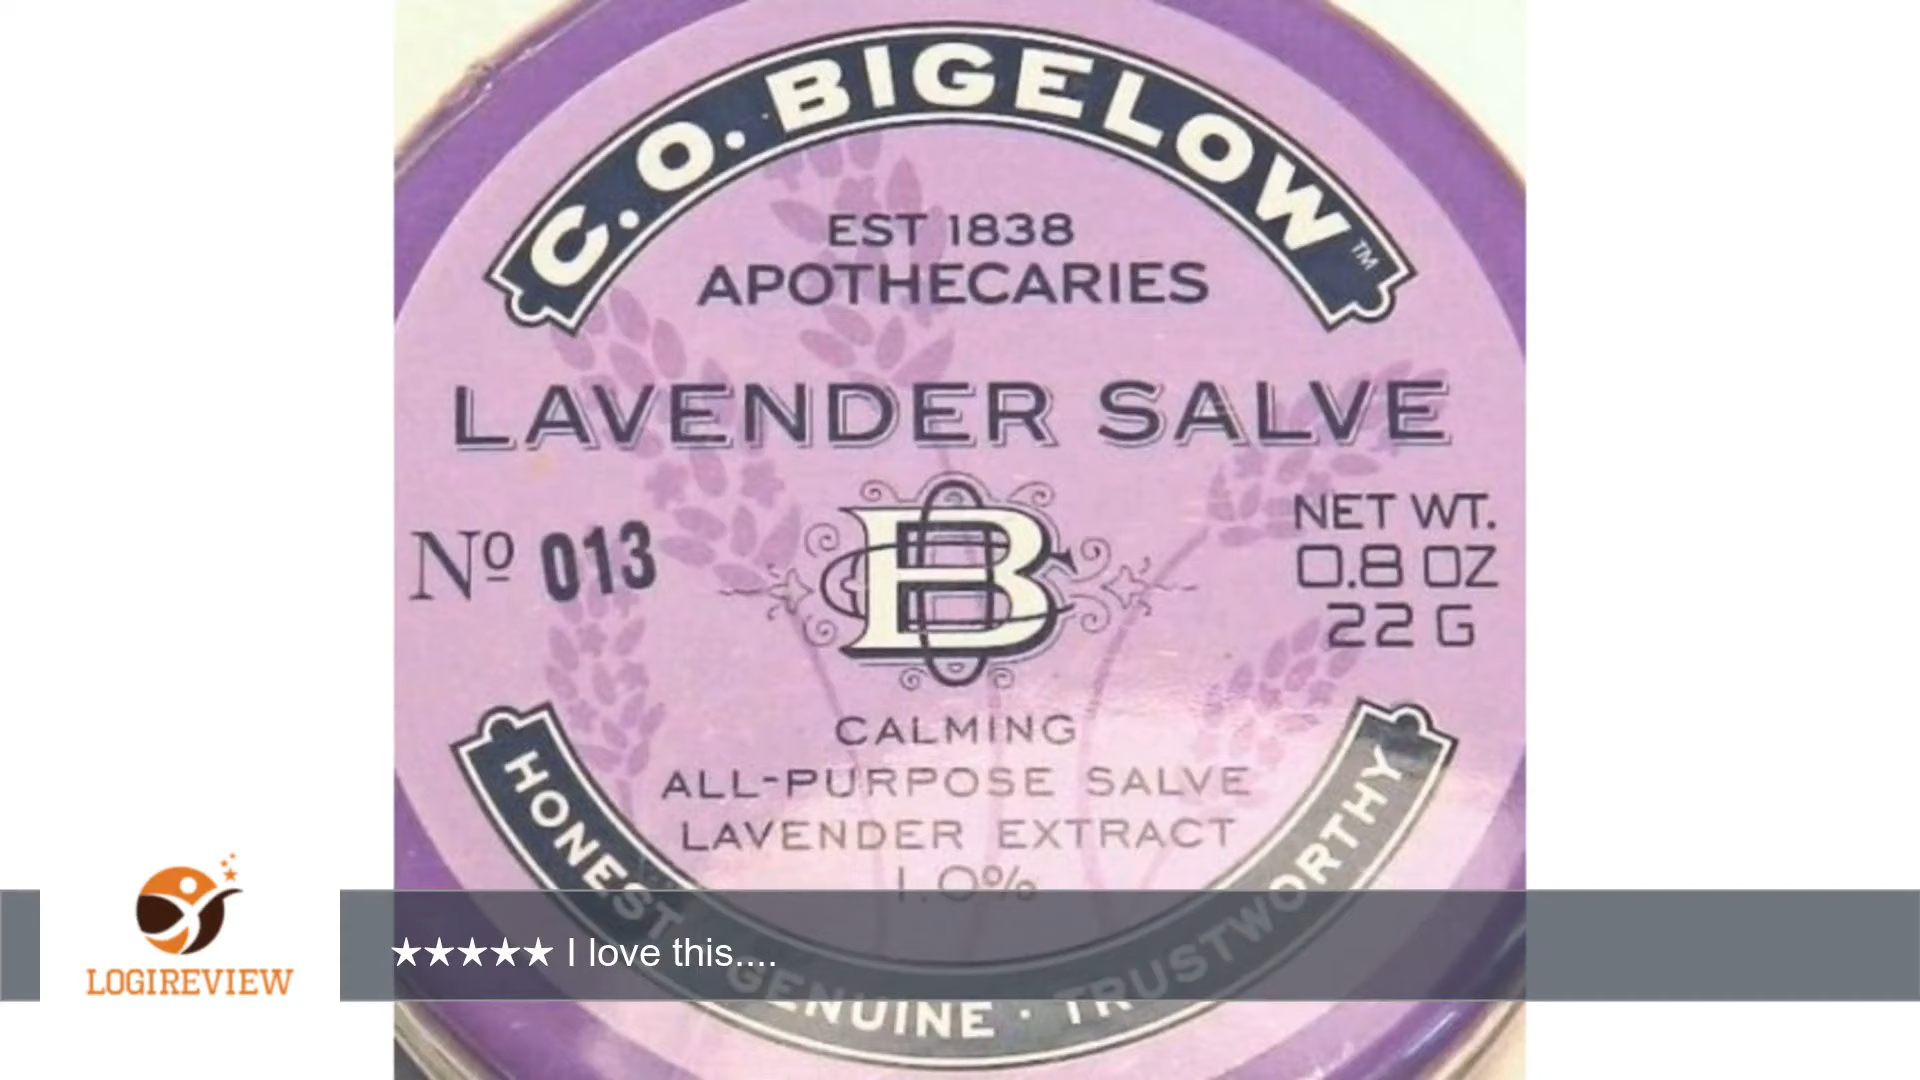 C.O. BIGELOW™
EST 1838
APOTHECARIES
LAVENDER SALVE
Nº 013
NET WT.
0.8 OZ
22 G
CALMING
ALL-PURPOSE SALVE
LAVENDER EXTRACT
1.0%
HONEST · GENUINE · TRUSTWORTHY
★★★★★ I love this....
LOGIREVIEW